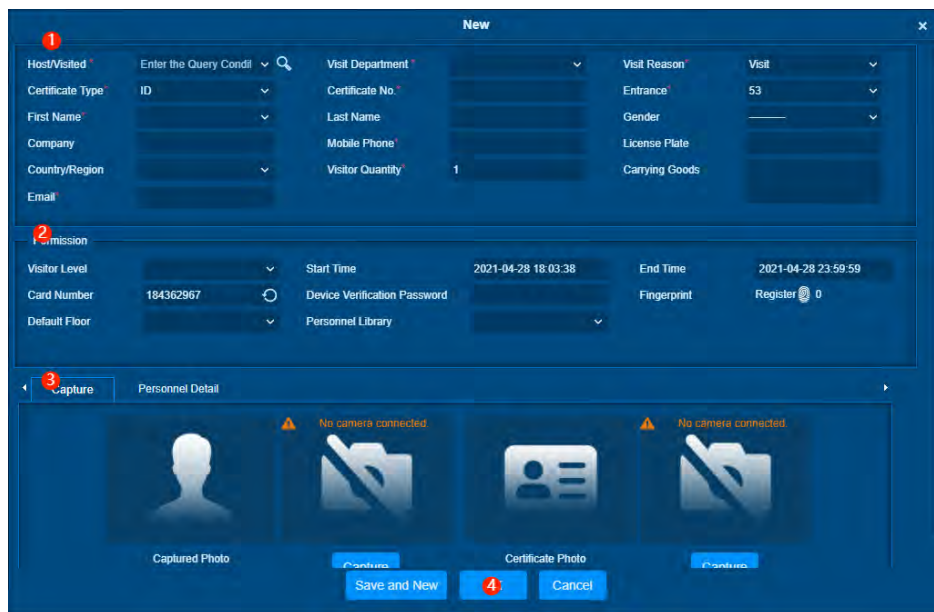 New ×
1
Host/Visited * Enter the Query Condit Visit Department * Visit Reason * Visit
Certificate Type * ID Certificate No. * Entrance * 53
First Name * Last Name Gender ---------
Company Mobile Phone * License Plate
Country/Region Visitor Quantity * 1 Carrying Goods
Email *
2
Permission
Visitor Level Start Time 2021-04-28 18:03:38 End Time 2021-04-28 23:59:59
Card Number 184362967 Device Verification Password Fingerprint Register 0
Default Floor Personnel Library
3
Capture Personnel Detail
No camera connected. No camera connected.
Captured Photo Capture Certificate Photo Capture
Save and New 4 Cancel